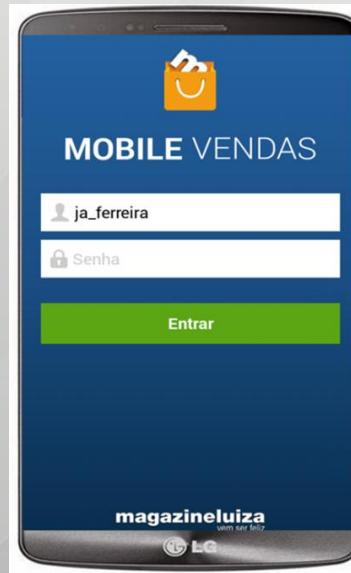 m
MOBILE VENDAS
ja_ferreira
Senha
Entrar
magazineluiza
vem ser feliz
LG